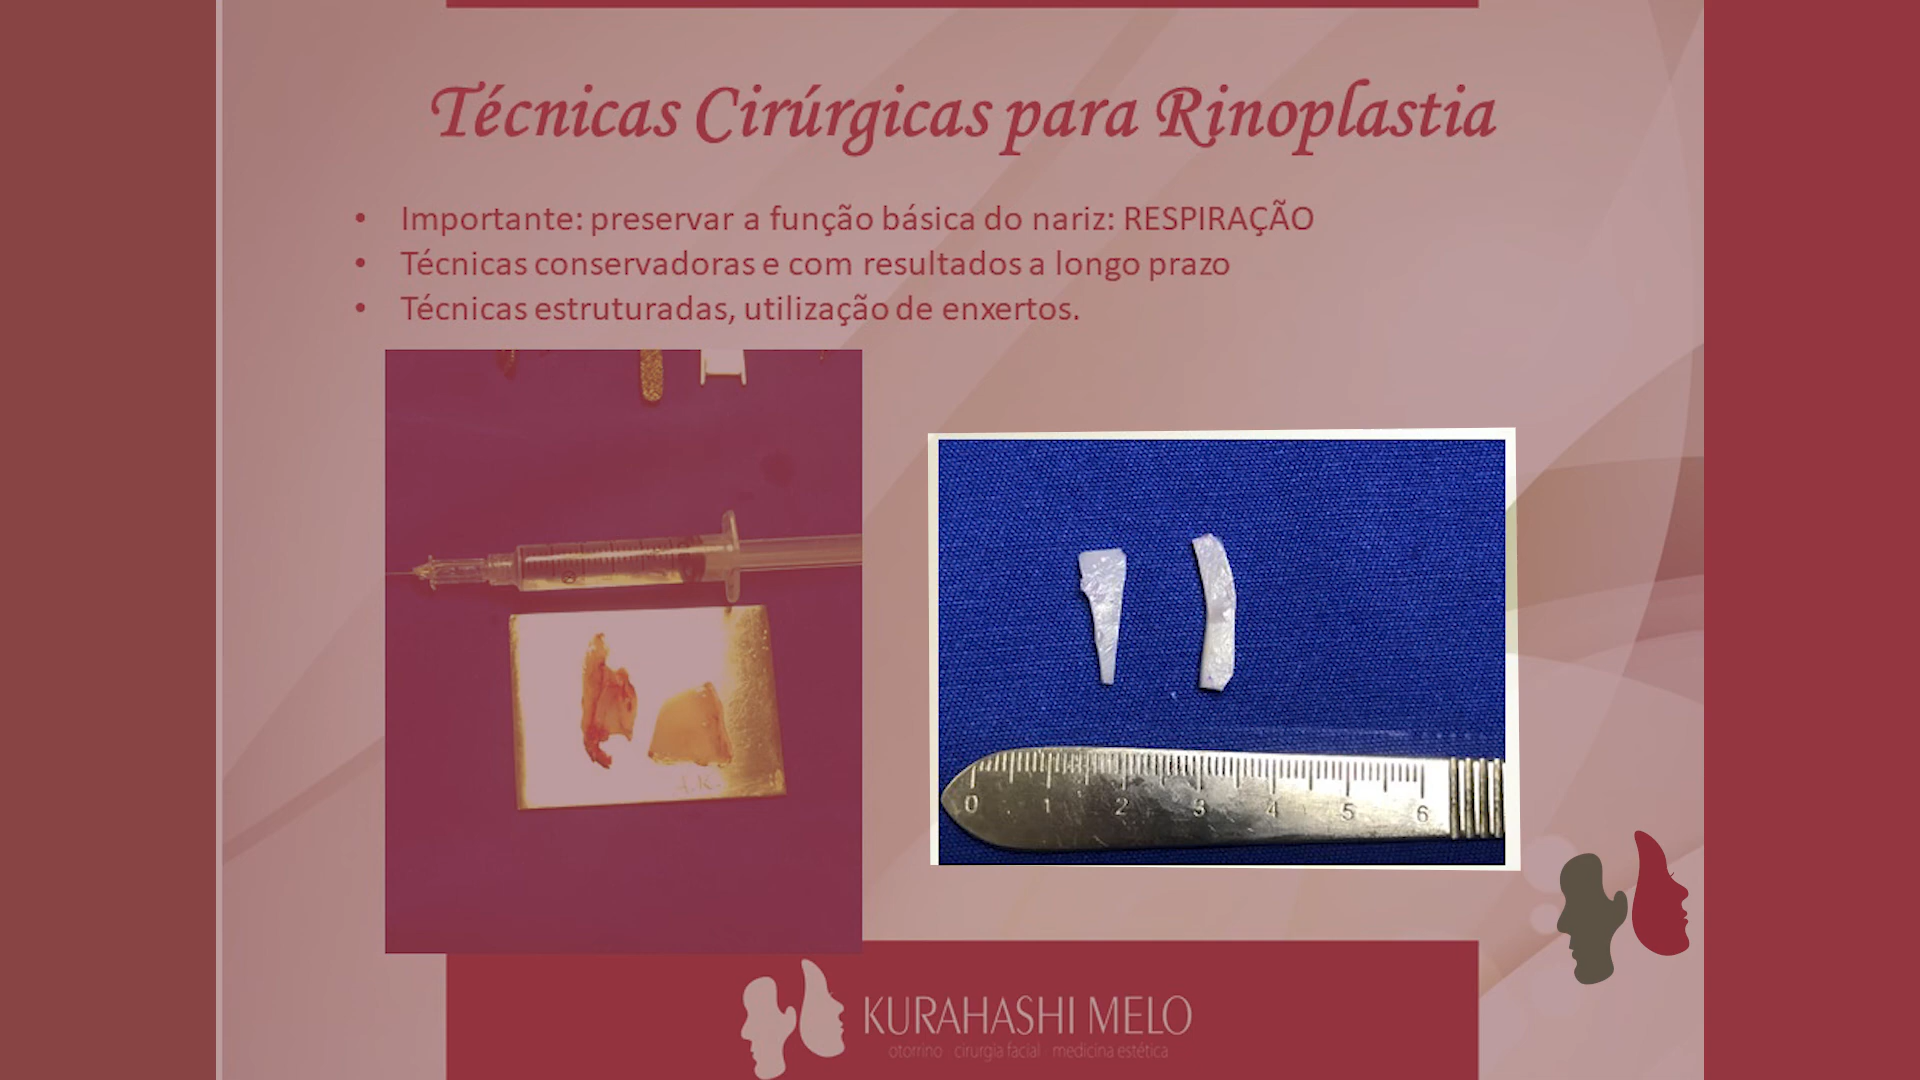 Técnicas Cirúrgicas para Rinoplastia
• Importante: preservar a função básica do nariz: RESPIRAÇÃO
• Técnicas conservadoras e com resultados a longo prazo
• Técnicas estruturadas, utilização de enxertos.
A.K.
0 1 2 3 4 5 6
KURAHASHI MELO
otorrino · cirurgia facial · medicina estética